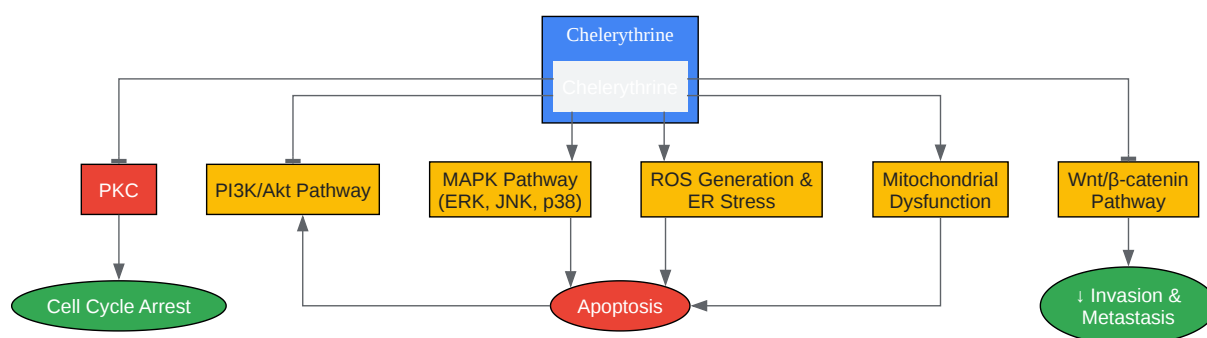 Chelerythrine
Chelerythrine
PKC
PI3K/Akt Pathway
MAPK Pathway
(ERK, JNK, p38)
ROS Generation &
ER Stress
Mitochondrial
Dysfunction
Wnt/β-catenin
Pathway
Cell Cycle Arrest
Apoptosis
↓ Invasion &
Metastasis